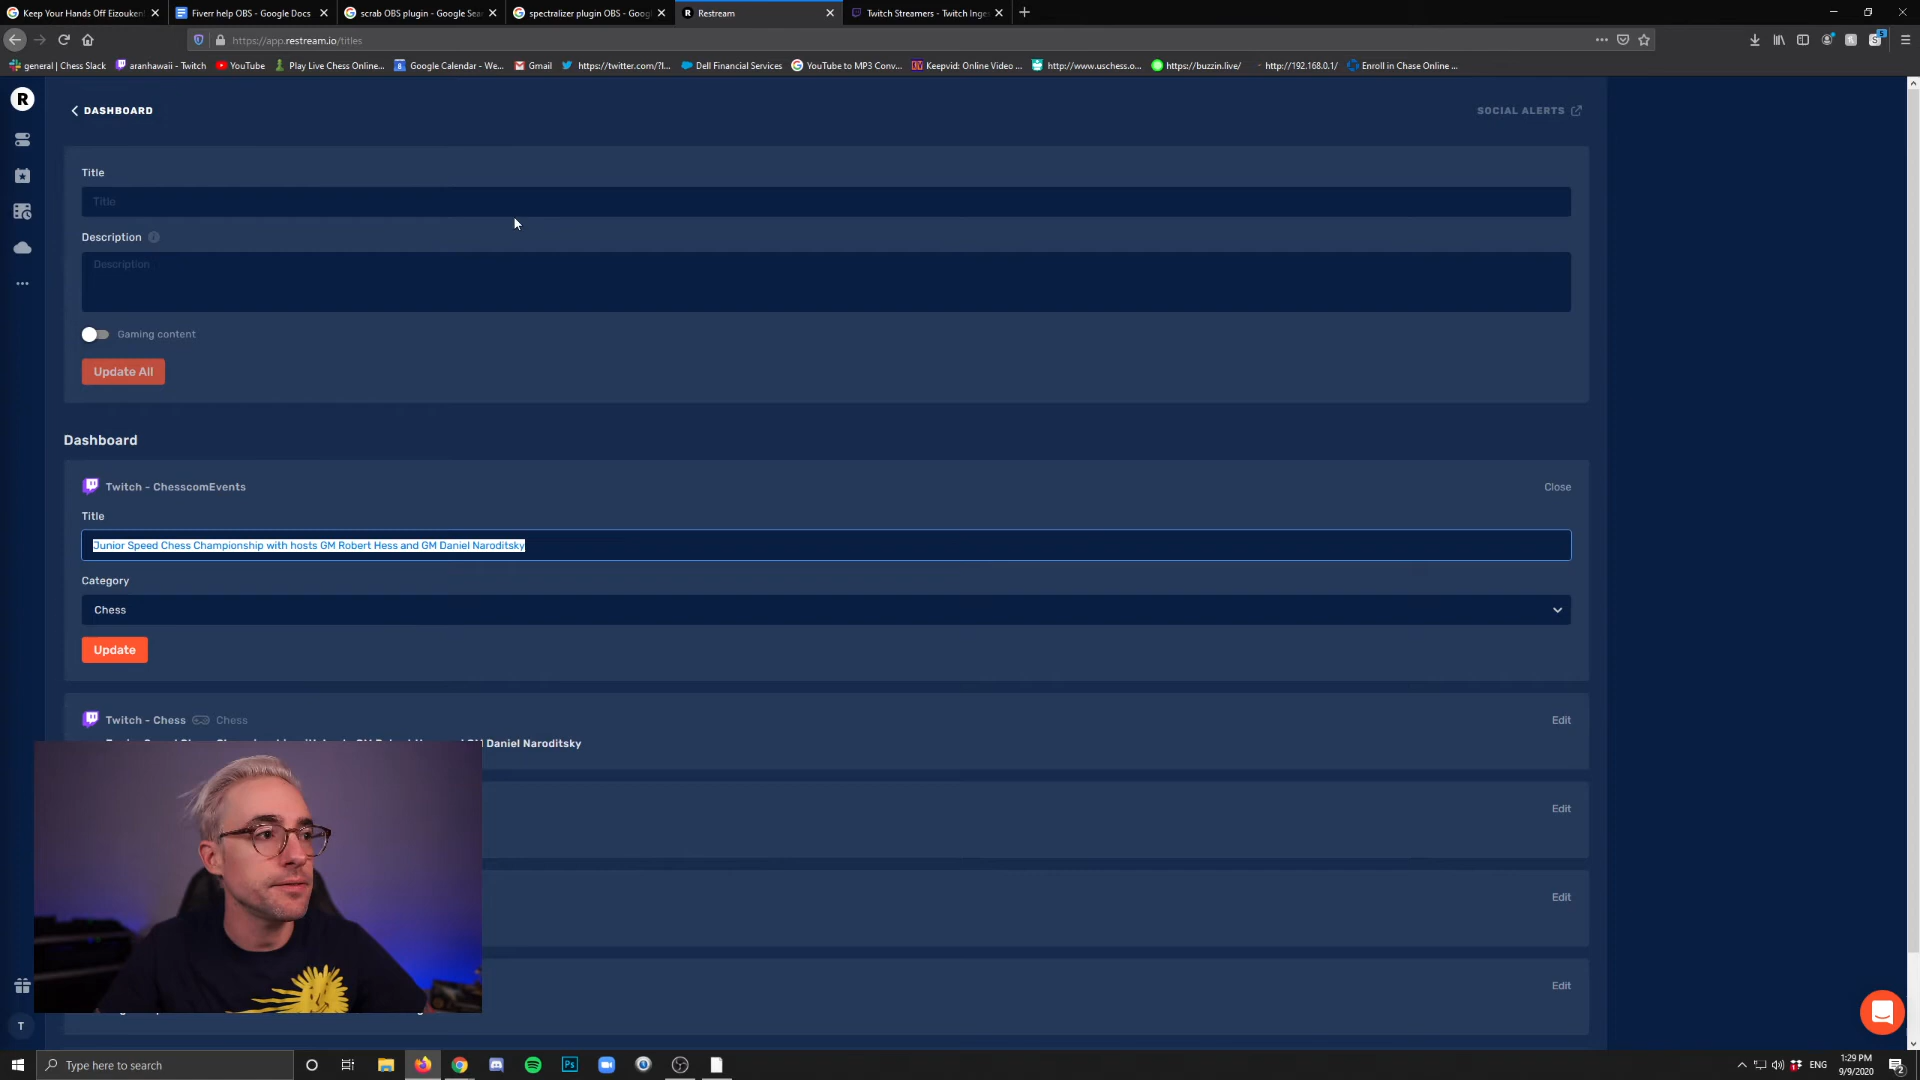 Keep Your Hands Off Eizouken!
Fiverr help OBS - Google Docs
scrab OBS plugin - Google Sea
spectralizer plugin OBS - Goog
Restream
Twitch Streamers - Twitch Inge
https://app.restream.io/titles
general | Chess Slack
aranhawaii - Twitch
YouTube
Play Live Chess Online...
Google Calendar - We...
Gmail
https://twitter.com/?l...
Dell Financial Services
YouTube to MP3 Conv...
Keepvid: Online Video ...
http://www.uschess.o...
https://buzzin.live/
http://192.168.0.1/
Enroll in Chase Online ...
R
DASHBOARD
SOCIAL ALERTS
Title
Title
Description
Description
Gaming content
Update All
Dashboard
Twitch - ChesscomEvents
Close
Title
Junior Speed Chess Championship with hosts GM Robert Hess and GM Daniel Naroditsky
Category
Chess
Update
Twitch - Chess Chess
Edit
Daniel Naroditsky
Edit
Edit
Edit
T
Type here to search
Ps
ENG
1:29 PM
9/9/2020